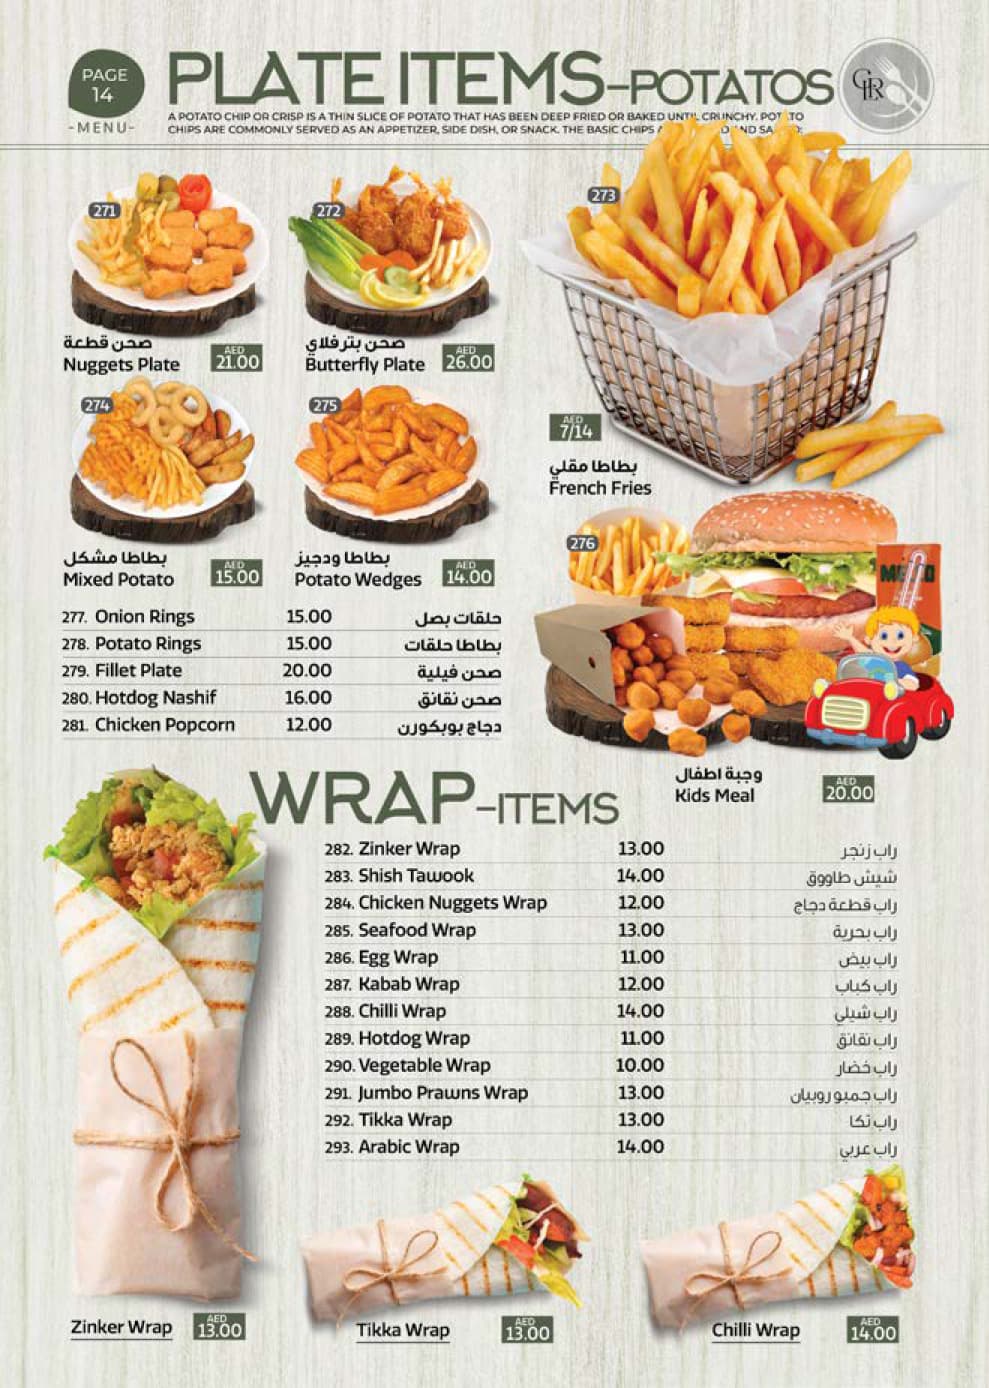 PAGE
14
-MENU-
PLATE ITEMS-POTATOS
A POTATO CHIP OR CRISP IS A THIN SLICE OF POTATO THAT HAS BEEN DEEP FRIED OR BAKED UNTIL CRUNCHY. POTATO
CHIPS ARE COMMONLY SERVED AS AN APPETIZER, SIDE DISH, OR SNACK. THE BASIC CHIPS
271
صحن قطعة
Nuggets Plate
AED
21.00
272
صحن بترفلاي
Butterfly Plate
AED
26.00
273
AED
7/14
بطاطا مقلي
French Fries
274
بطاطا مشكل
Mixed Potato
AED
15.00
275
بطاطا ودجيز
Potato Wedges
AED
14.00
276
وجبة اطفال
Kids Meal
AED
20.00
277. Onion Rings 15.00 حلقات بصل
278. Potato Rings 15.00 بطاطا حلقات
279. Fillet Plate 20.00 صحن فيلية
280. Hotdog Nashif 16.00 صحن نقانق
281. Chicken Popcorn 12.00 دجاج بوبكورن
WRAP-ITEMS
282. Zinker Wrap 13.00 راب زنجر
283. Shish Tawook 14.00 شيش طاووق
284. Chicken Nuggets Wrap 12.00 راب قطعة دجاج
285. Seafood Wrap 13.00 راب بحرية
286. Egg Wrap 11.00 راب بيض
287. Kabab Wrap 12.00 راب كباب
288. Chilli Wrap 14.00 راب شيلي
289. Hotdog Wrap 11.00 راب نقانق
290. Vegetable Wrap 10.00 راب خضار
291. Jumbo Prawns Wrap 13.00 راب جمبو روبيان
292. Tikka Wrap 13.00 راب تكا
293. Arabic Wrap 14.00 راب عربي
Zinker Wrap
AED
13.00
Tikka Wrap
AED
13.00
Chilli Wrap
AED
14.00